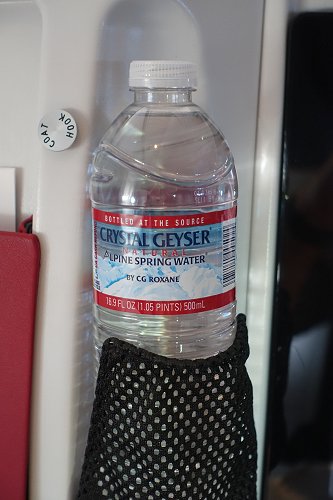 COAT
HOOK
BOTTLED AT THE SOURCE
CRYSTAL GEYSER
NATURAL
ALPINE SPRING WATER
BY CG ROXANE
16.9 FL OZ (1.05 PINTS) 500mL